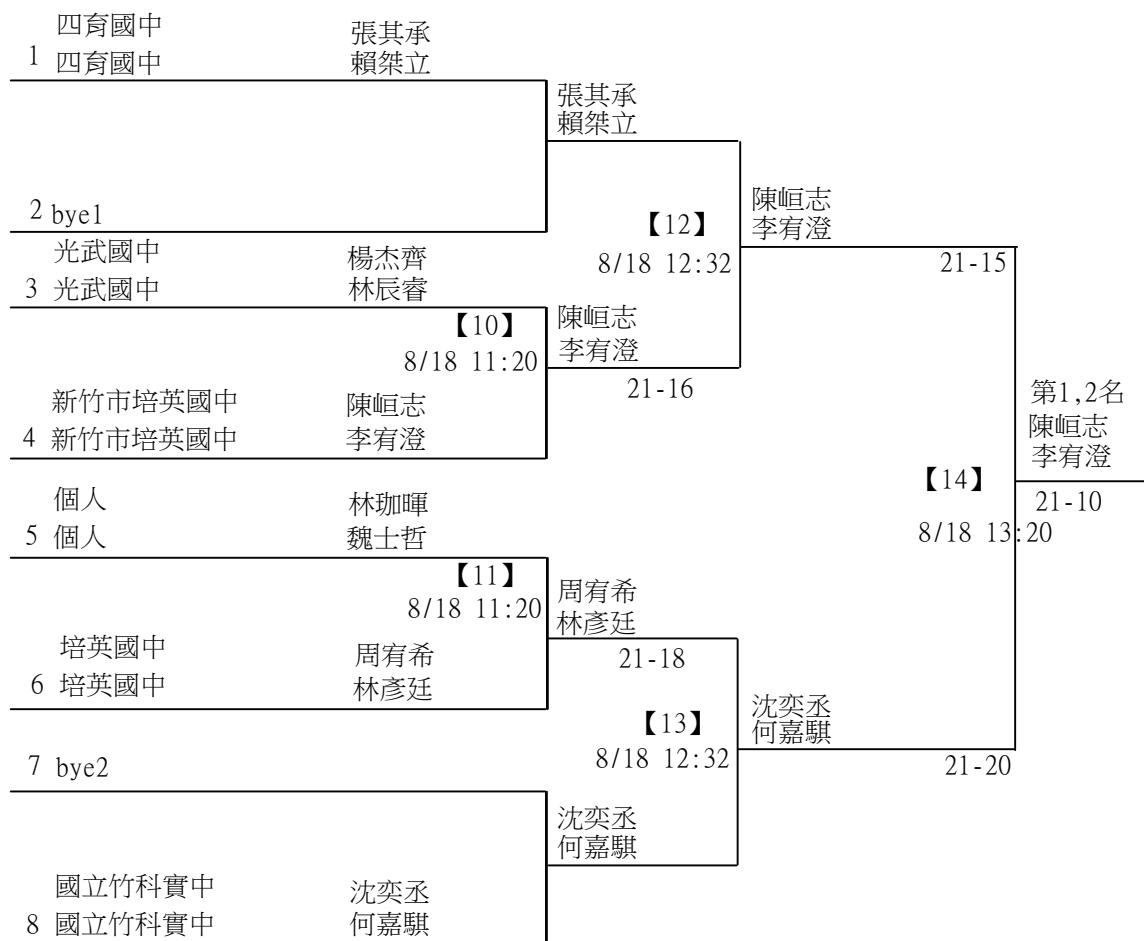 四育國中 張其承
1 四育國中 賴桀立
張其承
賴桀立
2 bye1
【12】
8/18 12:32
陳峘志
李宥澄
21-15
光武國中 楊杰齊
3 光武國中 林辰睿
【10】
8/18 11:20
陳峘志
李宥澄
21-16
新竹市培英國中 陳峘志
4 新竹市培英國中 李宥澄
第1,2名
陳峘志
李宥澄
【14】
21-10
8/18 13:20
個人 林珈暉
5 個人 魏士哲
【11】
8/18 11:20
周宥希
林彥廷
21-18
培英國中 周宥希
6 培英國中 林彥廷
【13】
8/18 12:32
沈奕丞
何嘉騏
21-20
7 bye2
沈奕丞
何嘉騏
國立竹科實中 沈奕丞
8 國立竹科實中 何嘉騏